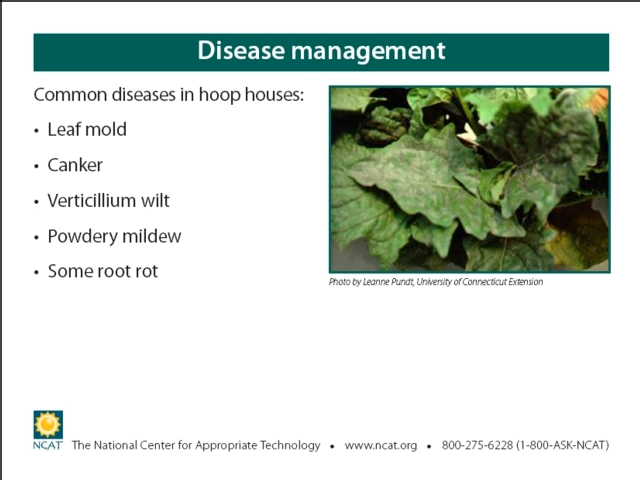 Disease management
Common diseases in hoop houses:
• Leaf mold
• Canker
• Verticillium wilt
• Powdery mildew
• Some root rot
Photo by Leanne Pundt, University of Connecticut Extension
NCAT
The National Center for Appropriate Technology • www.ncat.org • 800-275-6228 (1-800-ASK-NCAT)